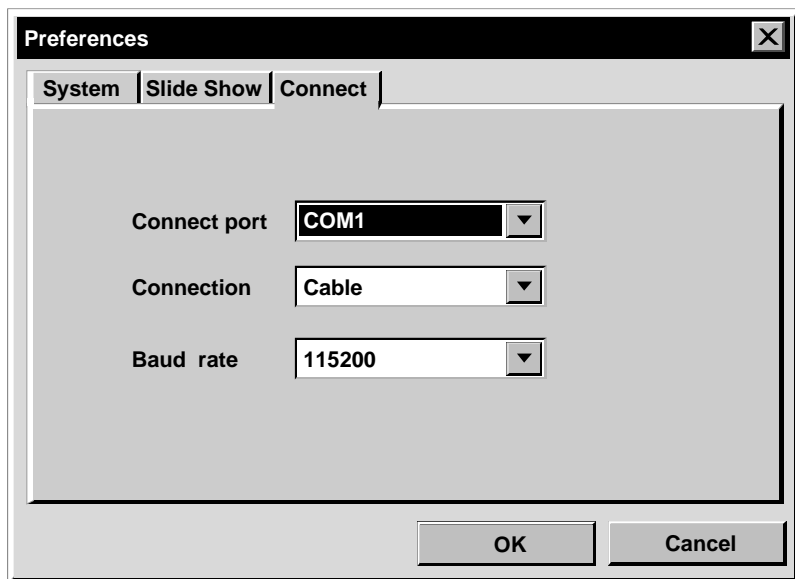 Preferences
System Slide Show Connect
Connect port COM1
Connection Cable
Baud rate 115200
OK Cancel